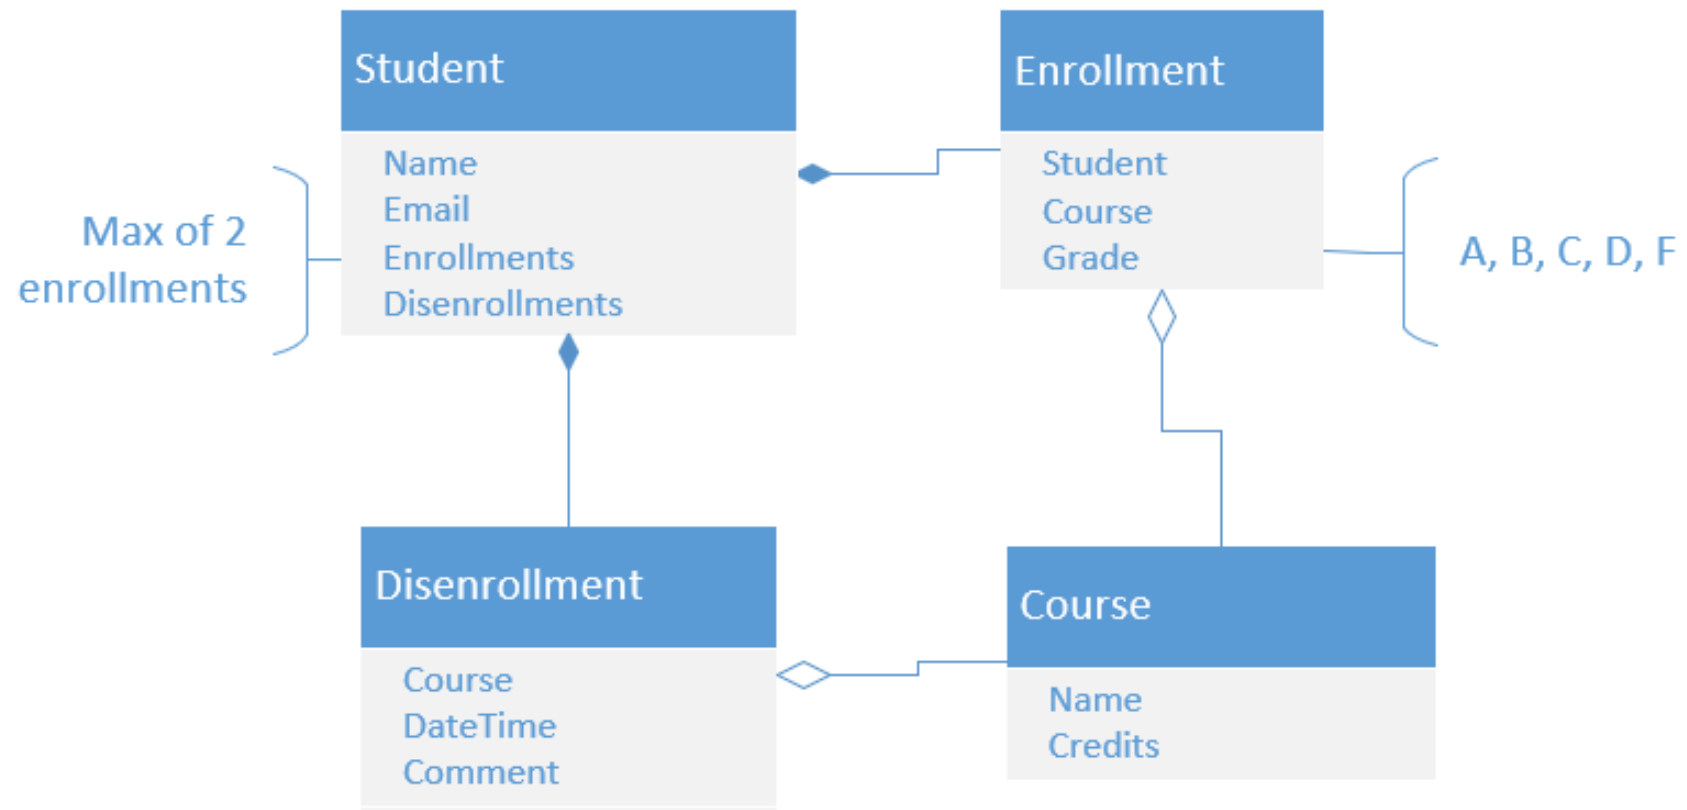 Student
Name
Email
Enrollments
Disenrollments
Max of 2
enrollments
Enrollment
Student
Course
Grade
A, B, C, D, F
Disenrollment
Course
DateTime
Comment
Course
Name
Credits